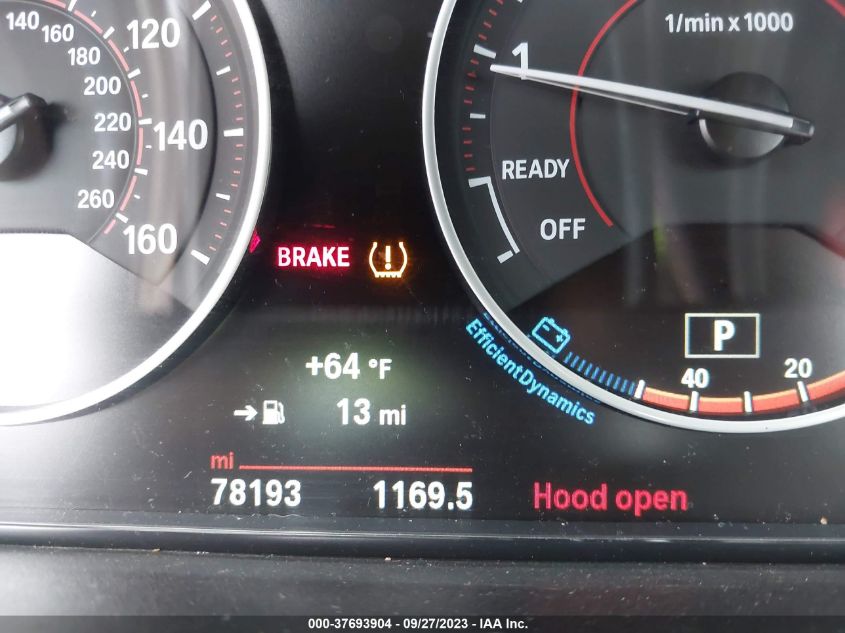 140
160
180
200
220
240
260
120
140
160
1/min x 1000
1
READY
OFF
BRAKE
!
+64 °F
→ 13 mi
mi
78193 1169.5
EfficientDynamics
P
40 20
Hood open
000-37693904 / 09/27/2023 - IAA Inc.